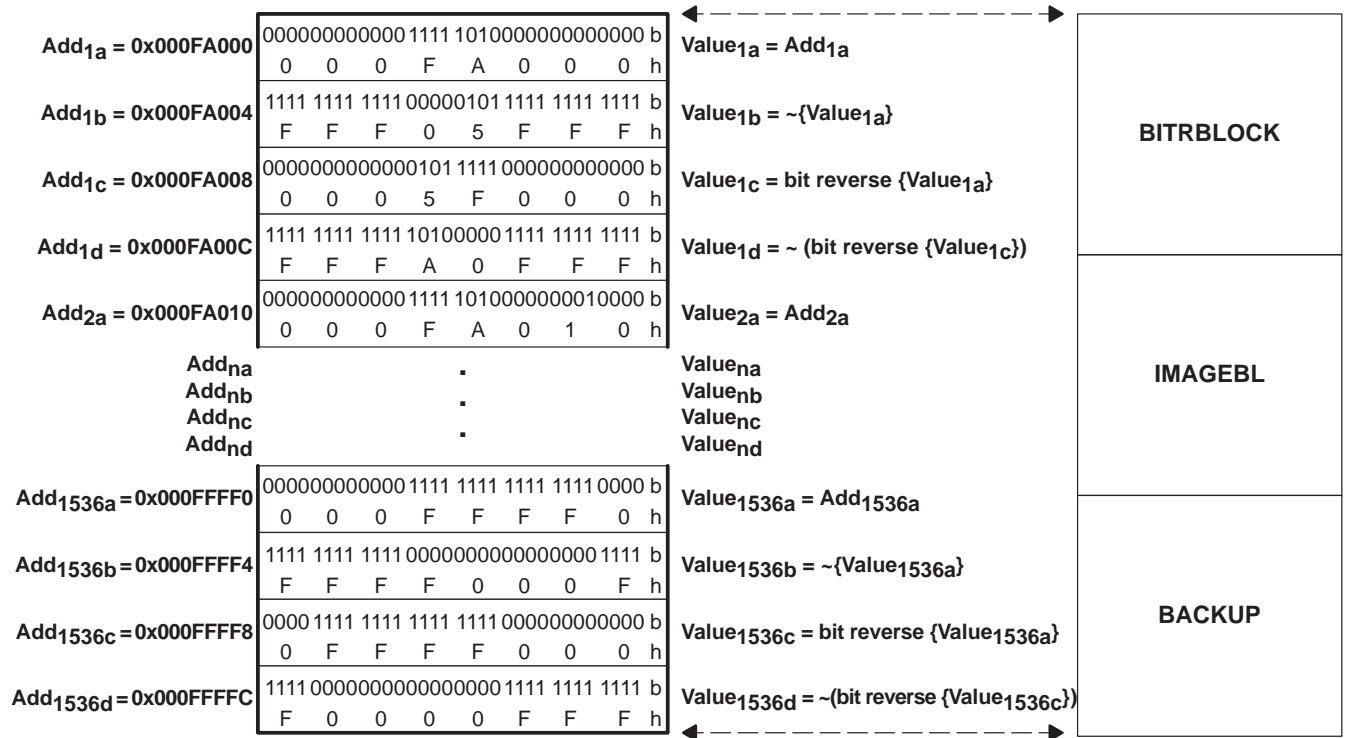 Add1a = 0x000FA000
000000000000 1111 1010000000000000 b
0 0 0 F A 0 0 0 h
Value1a = Add1a
Add1b = 0x000FA004
1111 1111 1111 00000101 1111 1111 1111 b
F F F 0 5 F F F h
Value1b = ~{Value1a}
Add1c = 0x000FA008
0000000000000101 1111 000000000000 b
0 0 0 5 F 0 0 0 h
Value1c = bit reverse {Value1a}
Add1d = 0x000FA00C
1111 1111 1111 10100000 1111 1111 1111 b
F F F A 0 F F F h
Value1d = ~ (bit reverse {Value1c})
Add2a = 0x000FA010
000000000000 1111 1010000000010000 b
0 0 0 F A 0 1 0 h
Value2a = Add2a
Addna
Valuena
Addnb
Valuenb
Addnc
Valuenc
Addnd
Valuend
Add1536a = 0x000FFFF0
000000000000 1111 1111 1111 1111 0000 b
0 0 0 F F F F 0 h
Value1536a = Add1536a
Add1536b = 0x000FFFF4
1111 1111 1111 0000000000000000 1111 b
F F F F 0 0 0 F h
Value1536b = ~{Value1536a}
Add1536c = 0x000FFFF8
0000 1111 1111 1111 1111 000000000000 b
0 F F F F 0 0 0 h
Value1536c = bit reverse {Value1536a}
Add1536d = 0x000FFFFC
1111 0000000000000000 1111 1111 1111 b
F 0 0 0 0 F F F h
Value1536d = ~(bit reverse {Value1536c})
BITRBLOCK
IMAGEBL
BACKUP